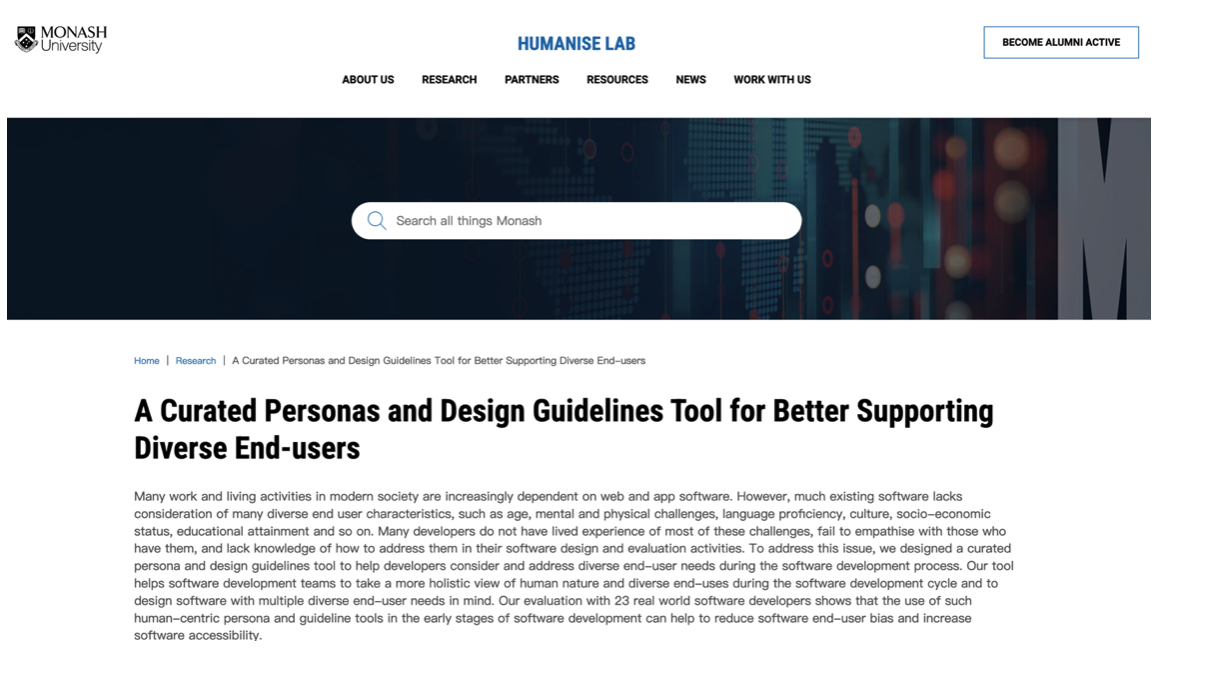 MONASH
University
HUMANISE LAB
BECOME ALUMNI ACTIVE
ABOUT US RESEARCH PARTNERS RESOURCES NEWS WORK WITH US
Search all things Monash
Home | Research | A Curated Personas and Design Guidelines Tool for Better Supporting Diverse End-users
A Curated Personas and Design Guidelines Tool for Better Supporting
Diverse End-users
Many work and living activities in modern society are increasingly dependent on web and app software. However, much existing software lacks
consideration of many diverse end user characteristics, such as age, mental and physical challenges, language proficiency, culture, socio-economic
status, educational attainment and so on. Many developers do not have lived experience of most of these challenges, fail to empathise with those who
have them, and lack knowledge of how to address them in their software design and evaluation activities. To address this issue, we designed a curated
persona and design guidelines tool to help developers consider and address diverse end-user needs during the software development process. Our tool
helps software development teams to take a more holistic view of human nature and diverse end-uses during the software development cycle and to
design software with multiple diverse end-user needs in mind. Our evaluation with 23 real world software developers shows that the use of such
human-centric persona and guideline tools in the early stages of software development can help to reduce software end-user bias and increase
software accessibility.